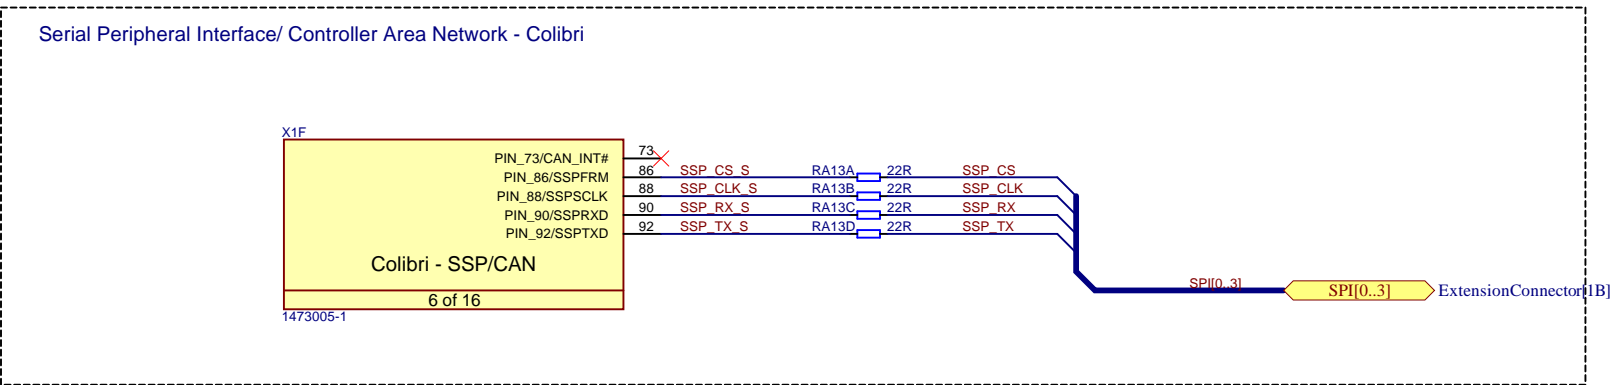 Serial Peripheral Interface/ Controller Area Network - Colibri
X1F
PIN_73/CAN_INT# 73
PIN_86/SSPFRM 86 SSP_CS_S RA13A 22R SSP_CS
PIN_88/SSPSCLK 88 SSP_CLK_S RA13B 22R SSP_CLK
PIN_90/SSPRXD 90 SSP_RX_S RA13C 22R SSP_RX
PIN_92/SSPTXD 92 SSP_TX_S RA13D 22R SSP_TX
Colibri - SSP/CAN
SPI[0..3] SPI[0..3] ExtensionConnector[1B]
6 of 16
1473005-1